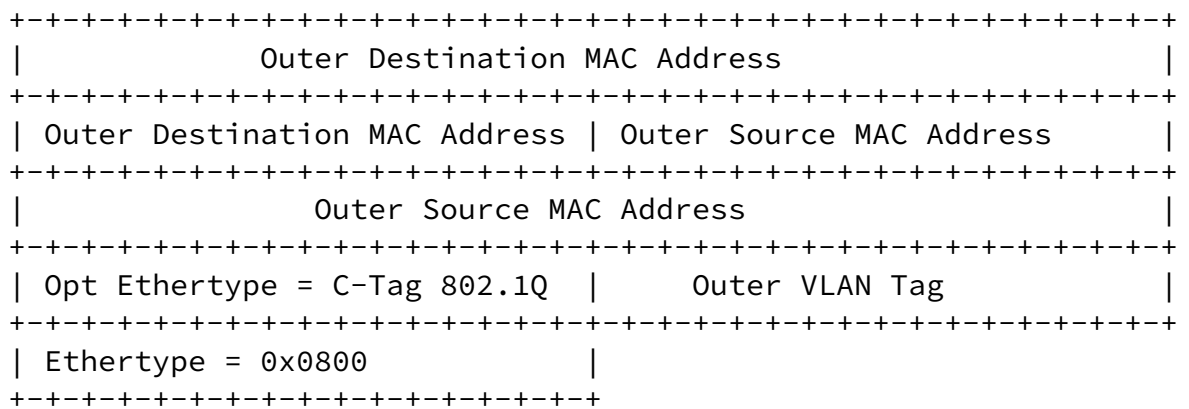 +-+-+-+-+-+-+-+-+-+-+-+-+-+-+-+-+-+-+-+-+-+-+-+-+-+-+-+-+-+-+-+-+
|             Outer Destination MAC Address                     |
+-+-+-+-+-+-+-+-+-+-+-+-+-+-+-+-+-+-+-+-+-+-+-+-+-+-+-+-+-+-+-+-+
| Outer Destination MAC Address | Outer Source MAC Address      |
+-+-+-+-+-+-+-+-+-+-+-+-+-+-+-+-+-+-+-+-+-+-+-+-+-+-+-+-+-+-+-+-+
|                Outer Source MAC Address                       |
+-+-+-+-+-+-+-+-+-+-+-+-+-+-+-+-+-+-+-+-+-+-+-+-+-+-+-+-+-+-+-+-+
| Opt Ethertype = C-Tag 802.1Q  |     Outer VLAN Tag            |
+-+-+-+-+-+-+-+-+-+-+-+-+-+-+-+-+-+-+-+-+-+-+-+-+-+-+-+-+-+-+-+-+
| Ethertype = 0x0800            |
+-+-+-+-+-+-+-+-+-+-+-+-+-+-+-+-+